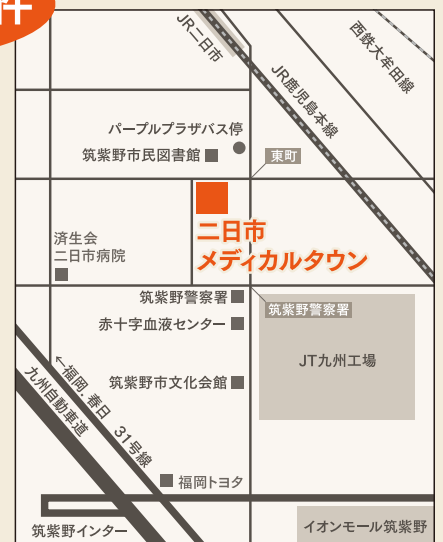 件
JR二日市
西鉄大牟田線
JR鹿児島本線
パープルプラザバス停
筑紫野市民図書館
東町
二日市
メディカルタウン
済生会
二日市病院
筑紫野警察署
筑紫野警察署
赤十字血液センター
JT九州工場
筑紫野市文化会館
←福岡.春日 31号線
九州自動車道
福岡トヨタ
筑紫野インター
イオンモール筑紫野